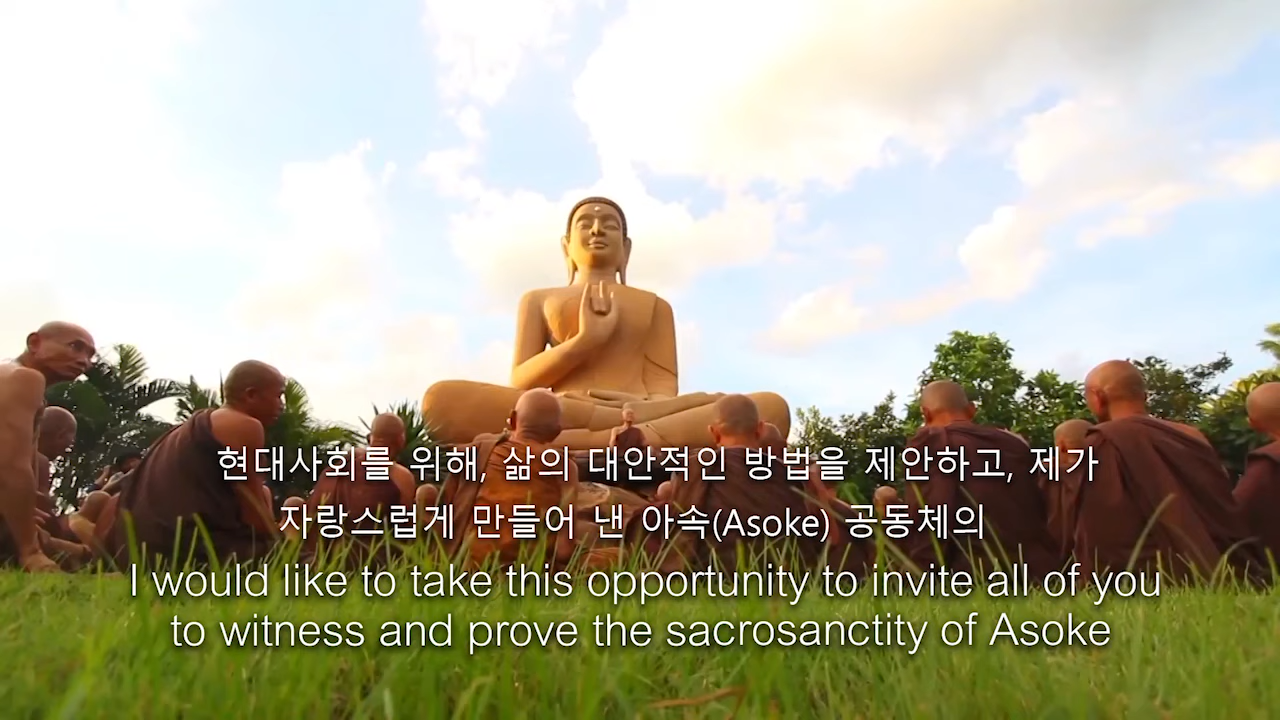 현대사회를 위해, 삶의 대안적인 방법을 제안하고, 제가
자랑스럽게 만들어 낸 아속(Asoke) 공동체의
I would like to take this opportunity to invite all of you
to witness and prove the sacrosanctity of Asoke